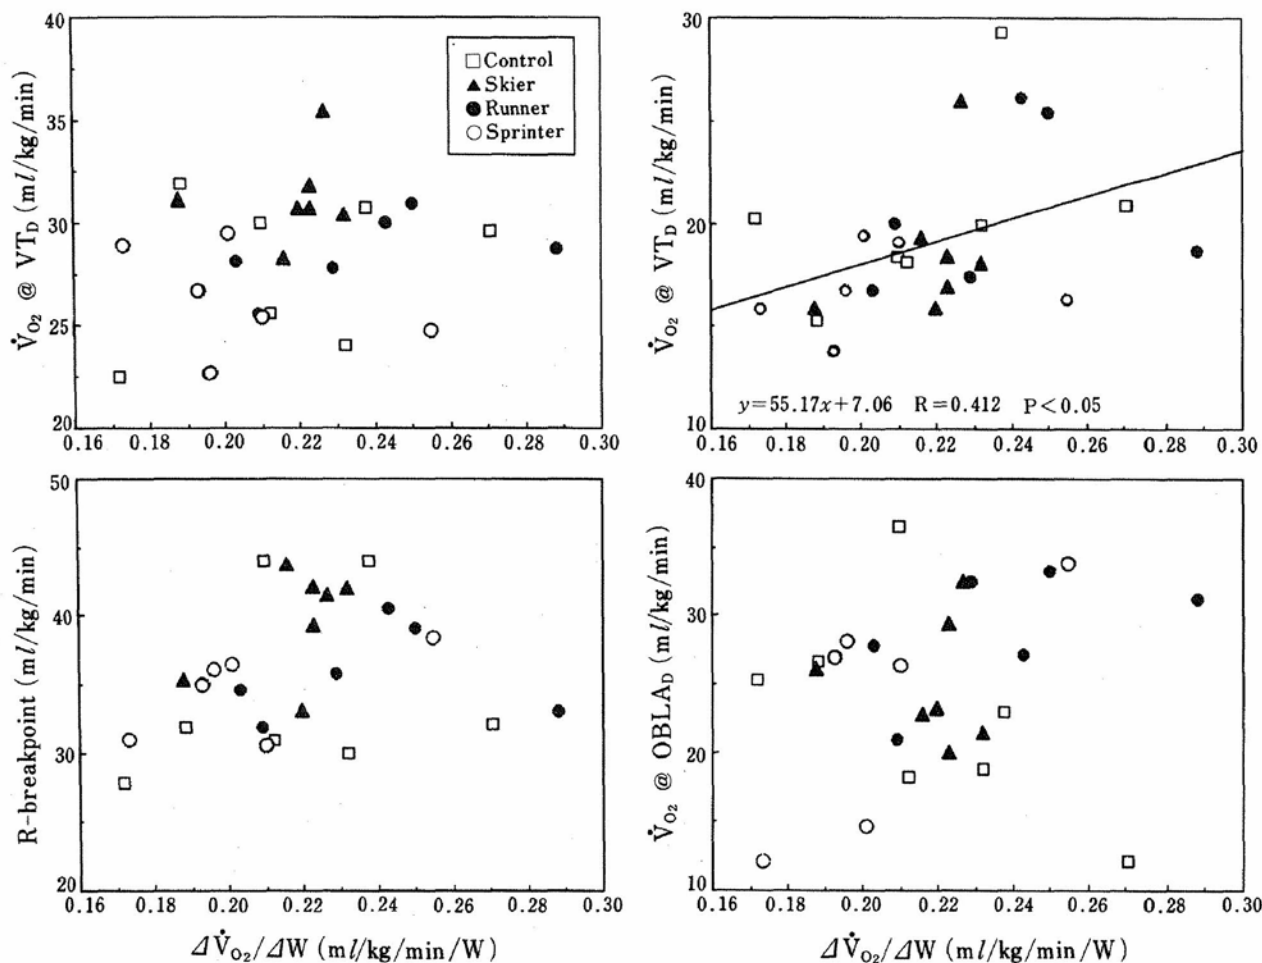 40
35
30
25
20
V̇O₂ @ VT_D (ml/kg/min)
Control
Skier
Runner
Sprinter
0.16 0.18 0.20 0.22 0.24 0.26 0.28 0.30
30
20
10
V̇O₂ @ VT_D (ml/kg/min)
y=55.17x+7.06 R=0.412 P<0.05
0.16 0.18 0.20 0.22 0.24 0.26 0.28 0.30
50
40
30
20
R-breakpoint (ml/kg/min)
0.16 0.18 0.20 0.22 0.24 0.26 0.28 0.30
ΔV̇O₂/ΔW (ml/kg/min/W)
40
30
20
10
V̇O₂ @ OBLA_D (ml/kg/min)
0.16 0.18 0.20 0.22 0.24 0.26 0.28 0.30
ΔV̇O₂/ΔW (ml/kg/min/W)